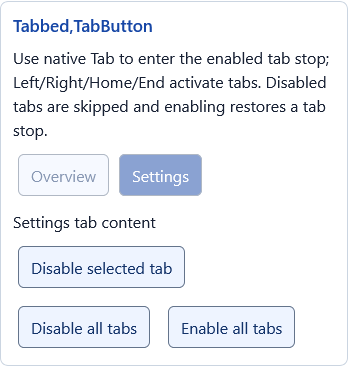 Tabbed,TabButton
Use native Tab to enter the enabled tab stop;
Left/Right/Home/End activate tabs. Disabled
tabs are skipped and enabling restores a tab
stop.
Overview Settings
Settings tab content
Disable selected tab
Disable all tabs Enable all tabs